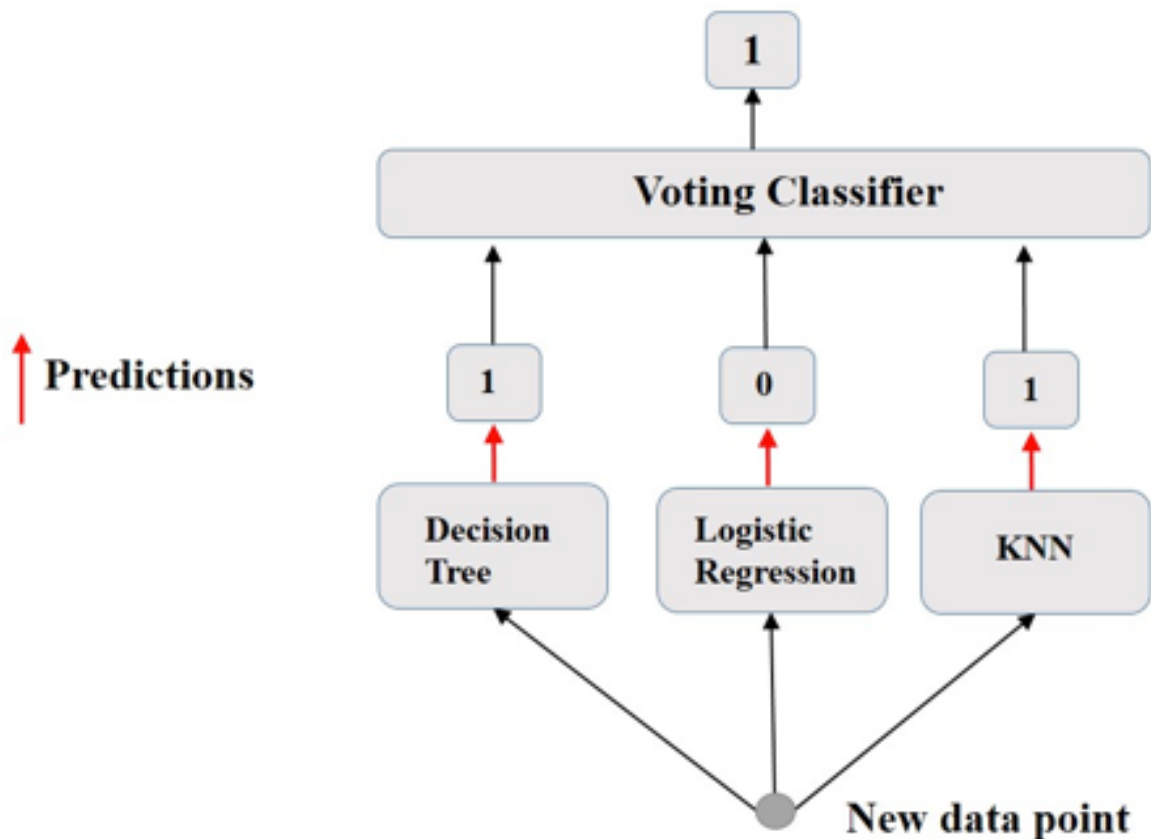 1
Voting Classifier
Predictions
1
0
1
Decision
Tree
Logistic
Regression
KNN
New data point